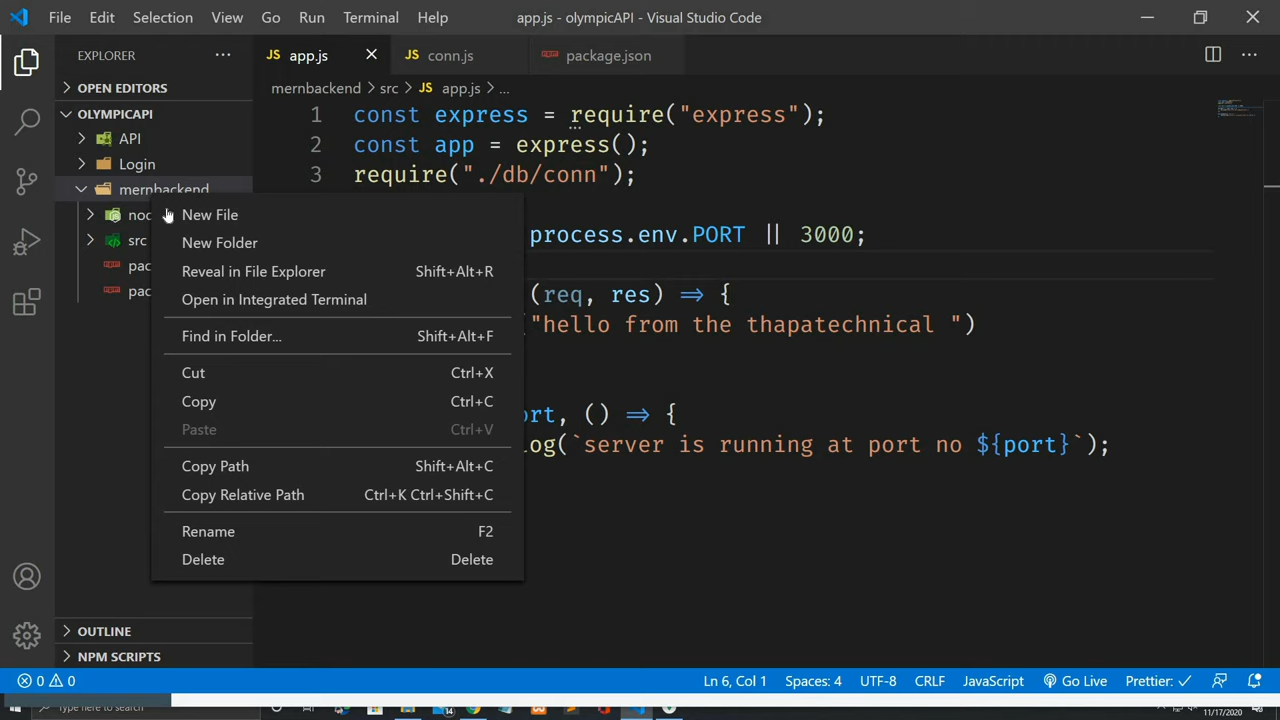 File Edit Selection View Go Run Terminal Help app.js - olympicAPI - Visual Studio Code
EXPLORER
JS app.js
JS conn.js
package.json
OPEN EDITORS
mernbackend > src > JS app.js > ...
OLYMPICAPI
API
Login
mernbackend
src
1 const express = require("express");
2 const app = express();
3 require("./db/conn");
process.env.PORT || 3000;
(req, res) => {
"hello from the thapatechnical ")
ort, () => {
log(`server is running at port no ${port}`);
New File
New Folder
Reveal in File Explorer Shift+Alt+R
Open in Integrated Terminal
Find in Folder... Shift+Alt+F
Cut Ctrl+X
Copy Ctrl+C
Paste Ctrl+V
Copy Path Shift+Alt+C
Copy Relative Path Ctrl+K Ctrl+Shift+C
Rename F2
Delete Delete
OUTLINE
NPM SCRIPTS
0 0 Ln 6, Col 1 Spaces: 4 UTF-8 CRLF JavaScript Go Live Prettier: ✓
Type here to search
14
11/17/2020